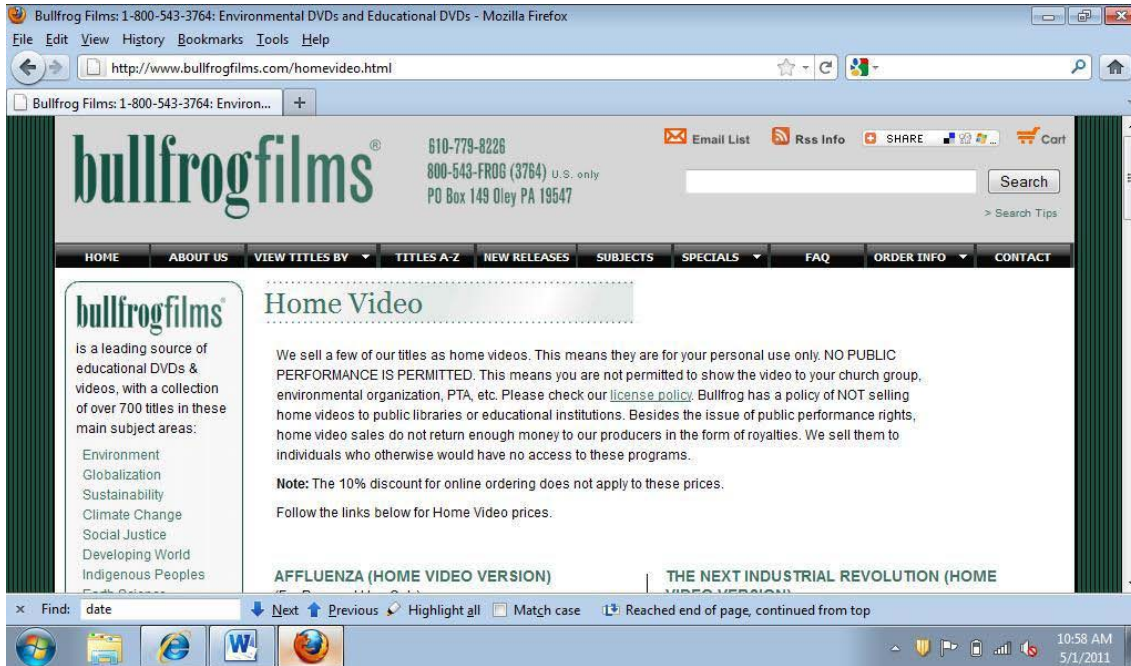 Bullfrog Films: 1-800-543-3764: Environmental DVDs and Educational DVDs - Mozilla Firefox
File Edit View History Bookmarks Tools Help
http://www.bullfrogfilms.com/homevideo.html
Bullfrog Films: 1-800-543-3764: Environ...
bullfrogfilms®
610-779-8226
800-543-FROG (3764) U.S. only
PO Box 149 Oley PA 19547
Email List Rss Info SHARE Cart
Search
> Search Tips
HOME ABOUT US VIEW TITLES BY TITLES A-Z NEW RELEASES SUBJECTS SPECIALS FAQ ORDER INFO CONTACT
bullfrogfilms®
is a leading source of
educational DVDs &
videos, with a collection
of over 700 titles in these
main subject areas:
Environment
Globalization
Sustainability
Climate Change
Social Justice
Developing World
Indigenous Peoples
Home Video
We sell a few of our titles as home videos. This means they are for your personal use only. NO PUBLIC
PERFORMANCE IS PERMITTED. This means you are not permitted to show the video to your church group,
environmental organization, PTA, etc. Please check our license policy. Bullfrog has a policy of NOT selling
home videos to public libraries or educational institutions. Besides the issue of public performance rights,
home video sales do not return enough money to our producers in the form of royalties. We sell them to
individuals who otherwise would have no access to these programs.
Note: The 10% discount for online ordering does not apply to these prices.
Follow the links below for Home Video prices.
AFFLUENZA (HOME VIDEO VERSION)
THE NEXT INDUSTRIAL REVOLUTION (HOME
VIDEO VERSION)
× Find: date Next Previous Highlight all Match case Reached end of page, continued from top
10:58 AM
5/1/2011